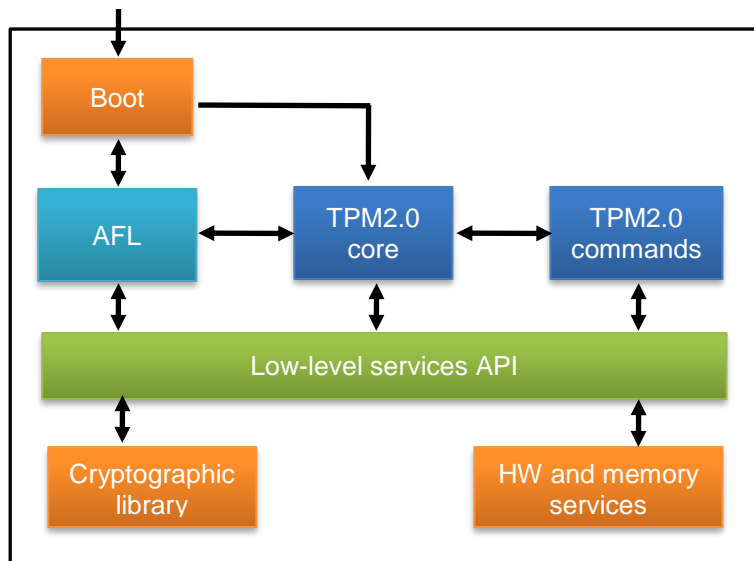 Boot
AFL
TPM2.0
core
TPM2.0
commands
Low-level services API
Cryptographic
library
HW and memory
services